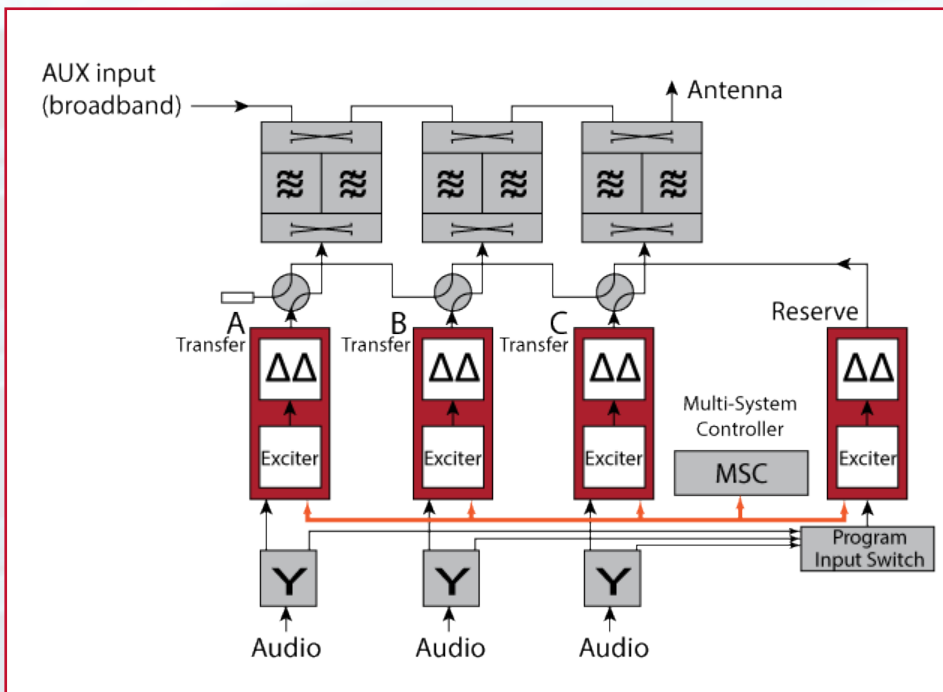 AUX input
(broadband)
Antenna
A
Transfer
B
Transfer
C
Transfer
Reserve
ΔΔ
ΔΔ
ΔΔ
ΔΔ
Multi-System
Controller
Exciter
Exciter
Exciter
MSC
Exciter
Program
Input Switch
Y
Y
Y
Audio
Audio
Audio